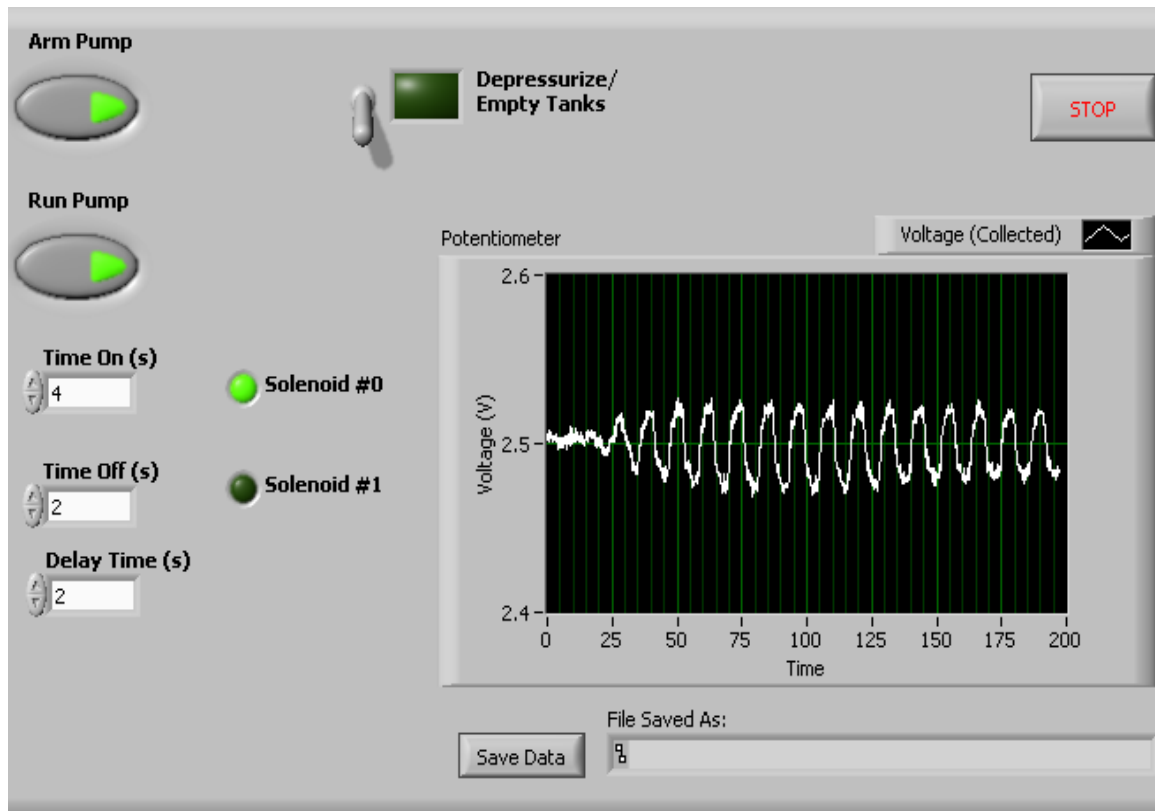 Arm Pump
Depressurize/
Empty Tanks
STOP
Run Pump
Potentiometer
Voltage (Collected)
2.6
2.5
2.4
Voltage (V)
0 25 50 75 100 125 150 175 200
Time
Time On (s)
4
Solenoid #0
Time Off (s)
2
Solenoid #1
Delay Time (s)
2
File Saved As:
Save Data